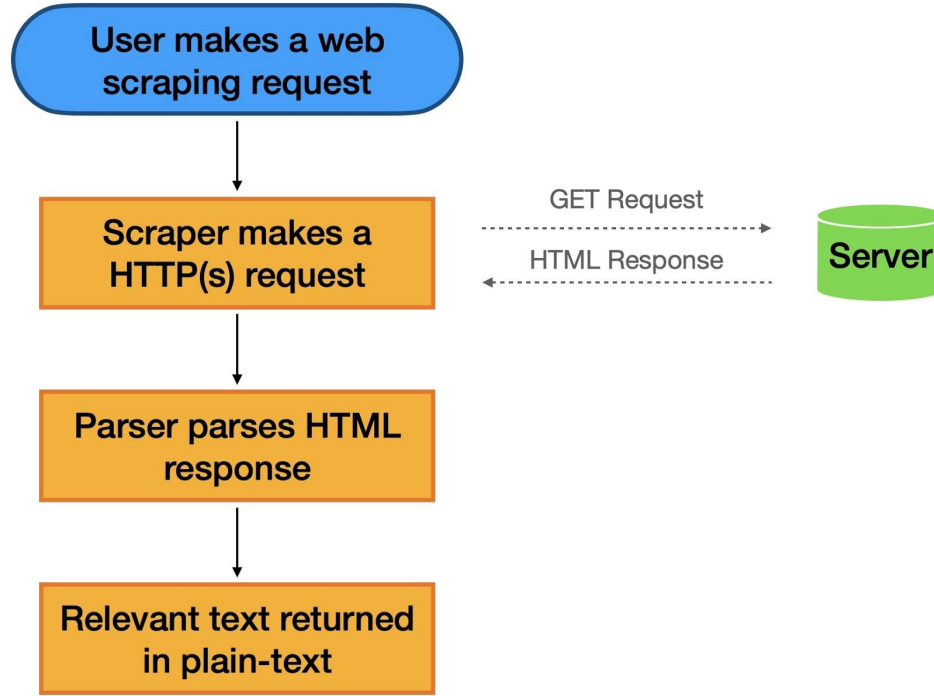 User makes a web
scraping request
Scraper makes a
HTTP(s) request
GET Request
HTML Response
Server
Parser parses HTML
response
Relevant text returned
in plain-text